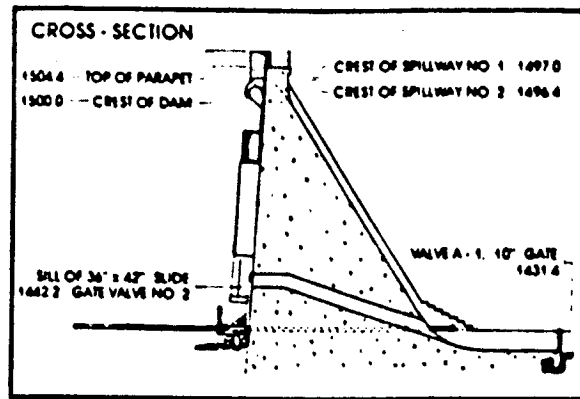 CROSS - SECTION
1504.4 - TOP OF PARAPET
1500.0 - CREST OF DAM
CREST OF SPILLWAY NO 1 1497.0
CREST OF SPILLWAY NO 2 1496.4
VALVE A - 1, 10" GATE
1431.4
SILL OF 36" x 42" SLIDE
1442.2 GATE VALVE NO 2